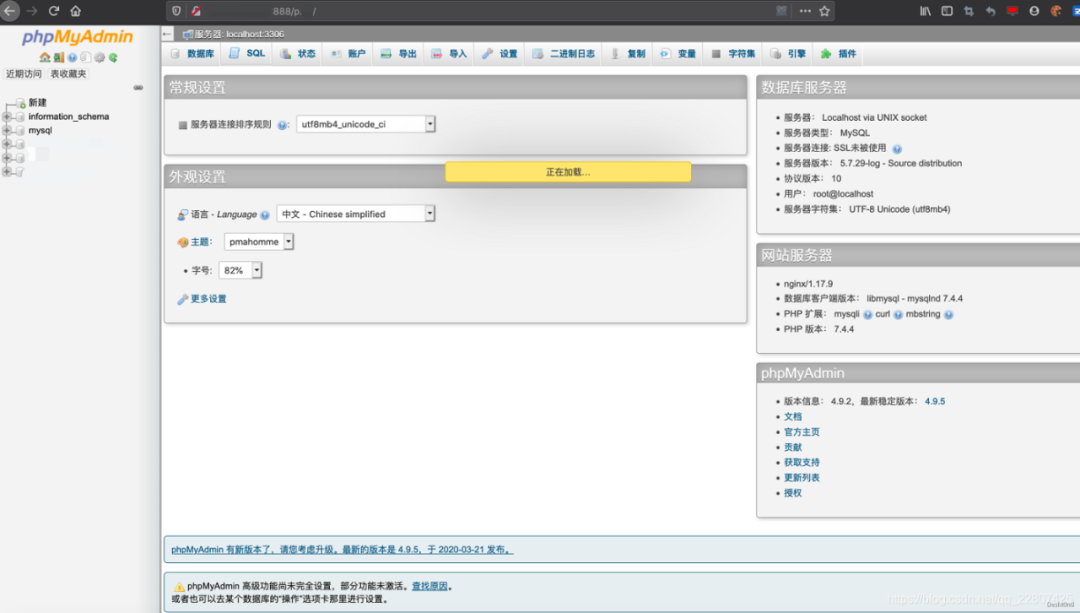 :888/p. /
phpMyAdmin
近期访问 表收藏夹
新建
information_schema
mysql
服务器: localhost:3306
数据库 SQL 状态 账户 导出 导入 设置 二进制日志 复制 变量 字符集 引擎 插件
常规设置
服务器连接排序规则 : utf8mb4_unicode_ci
外观设置
正在加载...
语言 - Language 中文 - Chinese simplified
主题: pmahomme
字号: 82%
更多设置
数据库服务器
服务器: Localhost via UNIX socket
服务器类型: MySQL
服务器连接: SSL未被使用
服务器版本: 5.7.29-log - Source distribution
协议版本: 10
用户: root@localhost
服务器字符集: UTF-8 Unicode (utf8mb4)
网站服务器
nginx/1.17.9
数据库客户端版本: libmysql - mysqlnd 7.4.4
PHP 扩展: mysqli curl mbstring
PHP 版本: 7.4.4
phpMyAdmin
版本信息: 4.9.2, 最新稳定版本: 4.9.5
文档
官方主页
贡献
获取支持
更新列表
授权
phpMyAdmin 有新版本了，请您考虑升级。最新的版本是 4.9.5，于 2020-03-21 发布。
phpMyAdmin 高级功能尚未完全设置，部分功能未激活。查找原因。
或者也可以去某个数据库的“操作”选项卡那里进行设置。